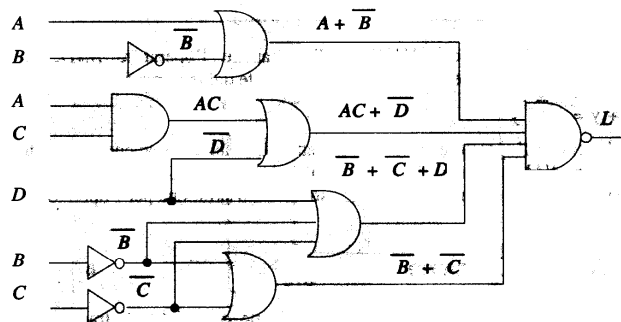 A
B
B̅
A + B̅
A
C
AC
D̅
AC + D̅
L
D
B̅ + C̅ + D
B
B̅
C
C̅
B̅ + C̅